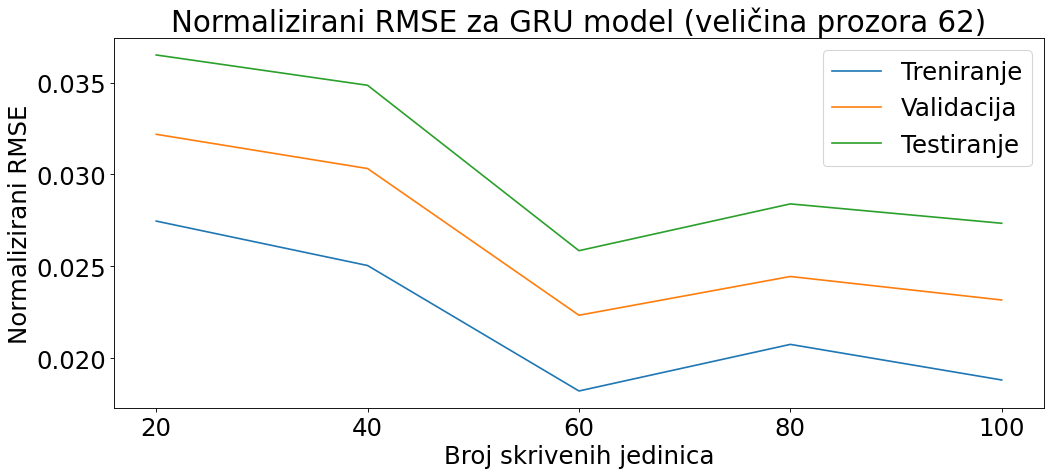 Normalizirani RMSE za GRU model (veličina prozora 62)
Normalizirani RMSE
0.035
0.030
0.025
0.020
Treniranje
Validacija
Testiranje
20 40 60 80 100
Broj skrivenih jedinica